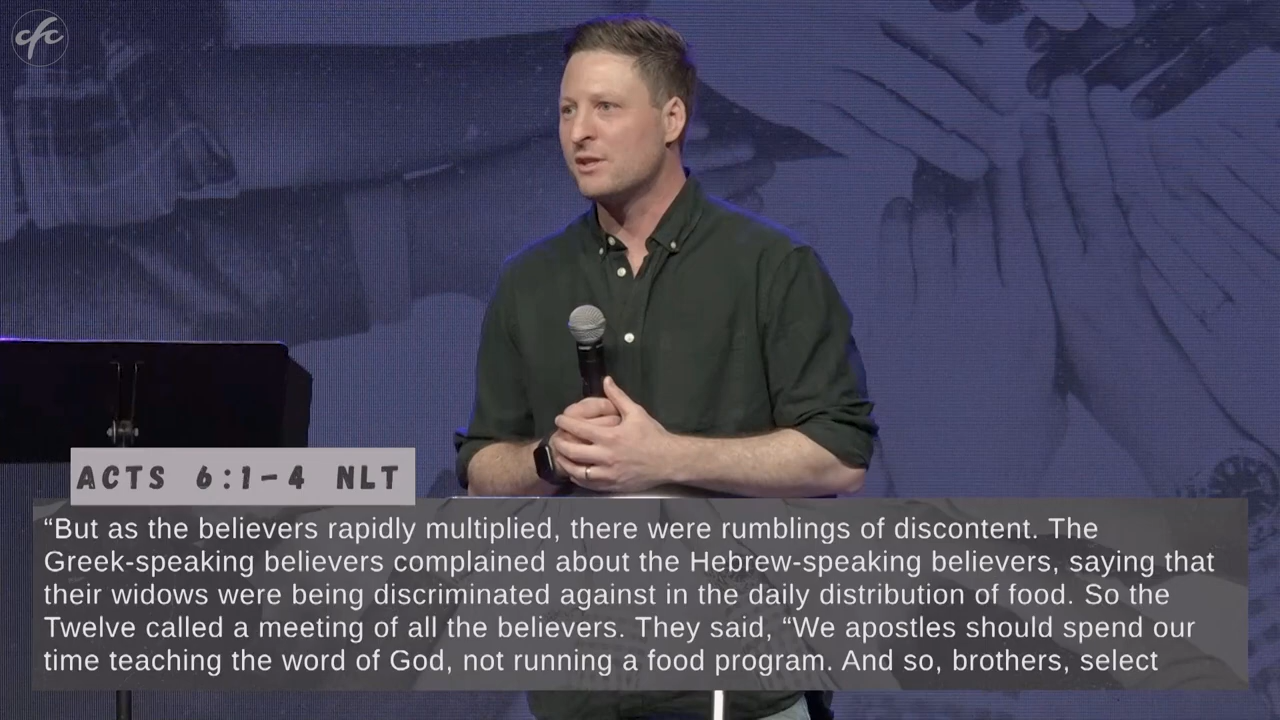 cfc
ACTS 6:1-4 NLT
“But as the believers rapidly multiplied, there were rumblings of discontent. The
Greek-speaking believers complained about the Hebrew-speaking believers, saying that
their widows were being discriminated against in the daily distribution of food. So the
Twelve called a meeting of all the believers. They said, “We apostles should spend our
time teaching the word of God, not running a food program. And so, brothers, select